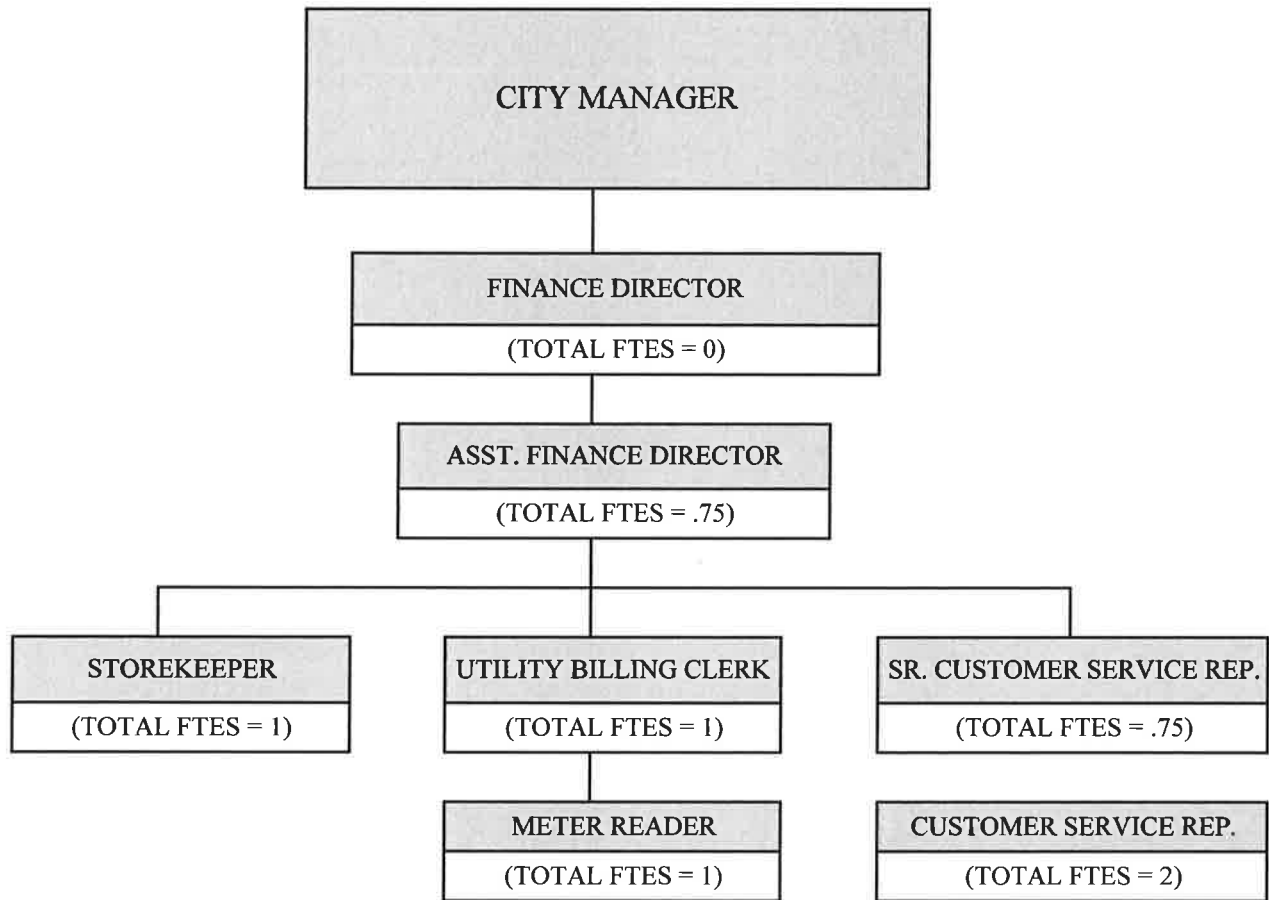 CITY MANAGER
FINANCE DIRECTOR
(TOTAL FTES = 0)
ASST. FINANCE DIRECTOR
(TOTAL FTES = .75)
STOREKEEPER
(TOTAL FTES = 1)
UTILITY BILLING CLERK
(TOTAL FTES = 1)
SR. CUSTOMER SERVICE REP.
(TOTAL FTES = .75)
METER READER
(TOTAL FTES = 1)
CUSTOMER SERVICE REP.
(TOTAL FTES = 2)